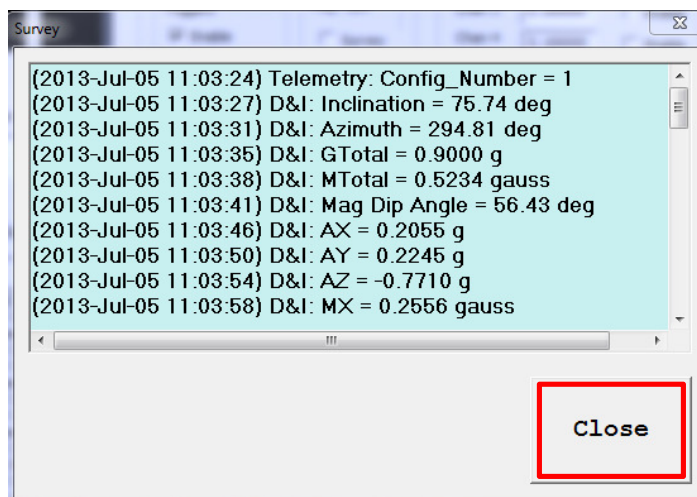 Survey
Enable
(2013-Jul-05 11:03:24) Telemetry: Config_Number = 1
(2013-Jul-05 11:03:27) D&I: Inclination = 75.74 deg
(2013-Jul-05 11:03:31) D&I: Azimuth = 294.81 deg
(2013-Jul-05 11:03:35) D&I: GTotal = 0.9000 g
(2013-Jul-05 11:03:38) D&I: MTotal = 0.5234 gauss
(2013-Jul-05 11:03:41) D&I: Mag Dip Angle = 56.43 deg
(2013-Jul-05 11:03:46) D&I: AX = 0.2055 g
(2013-Jul-05 11:03:50) D&I: AY = 0.2245 g
(2013-Jul-05 11:03:54) D&I: AZ = -0.7710 g
(2013-Jul-05 11:03:58) D&I: MX = 0.2556 gauss
Close